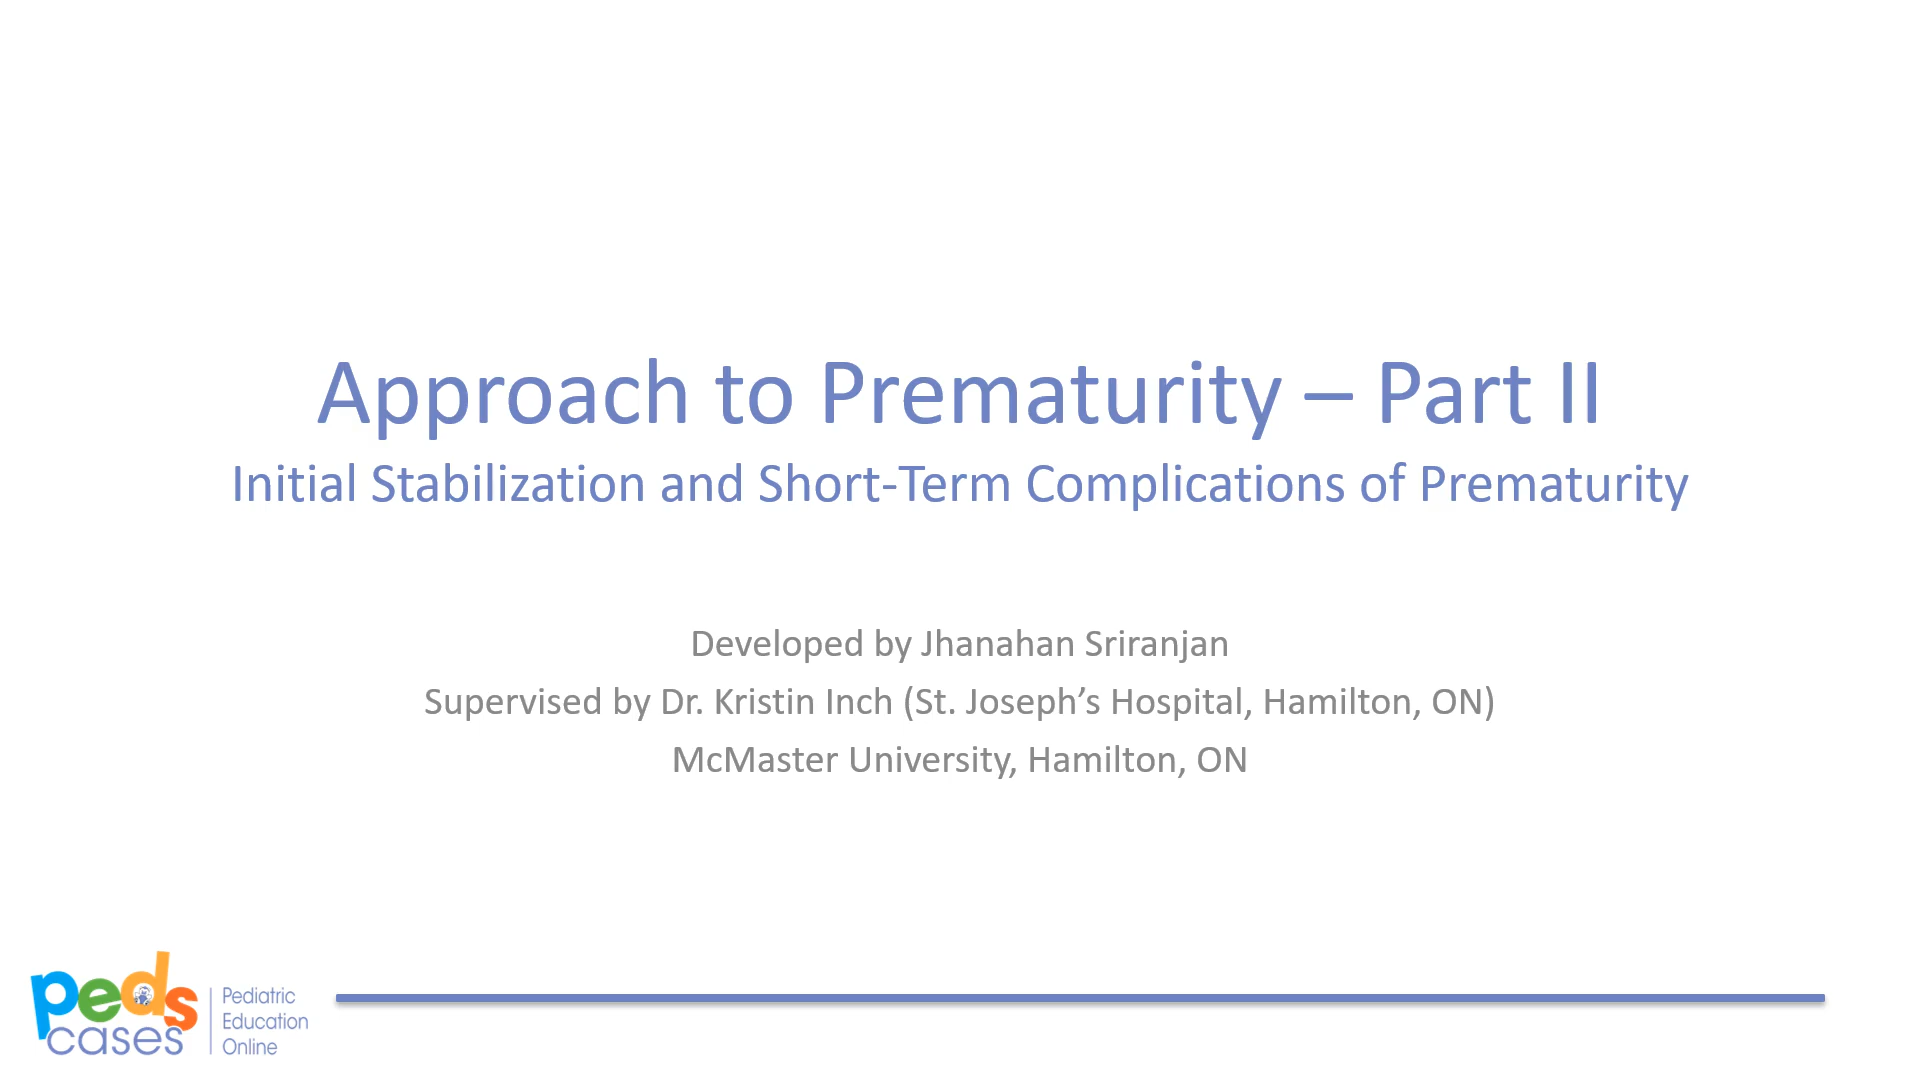 Approach to Prematurity – Part II
Initial Stabilization and Short-Term Complications of Prematurity
Developed by Jhanahan Sriranjan
Supervised by Dr. Kristin Inch (St. Joseph’s Hospital, Hamilton, ON)
McMaster University, Hamilton, ON
peds
cases
Pediatric
Education
Online